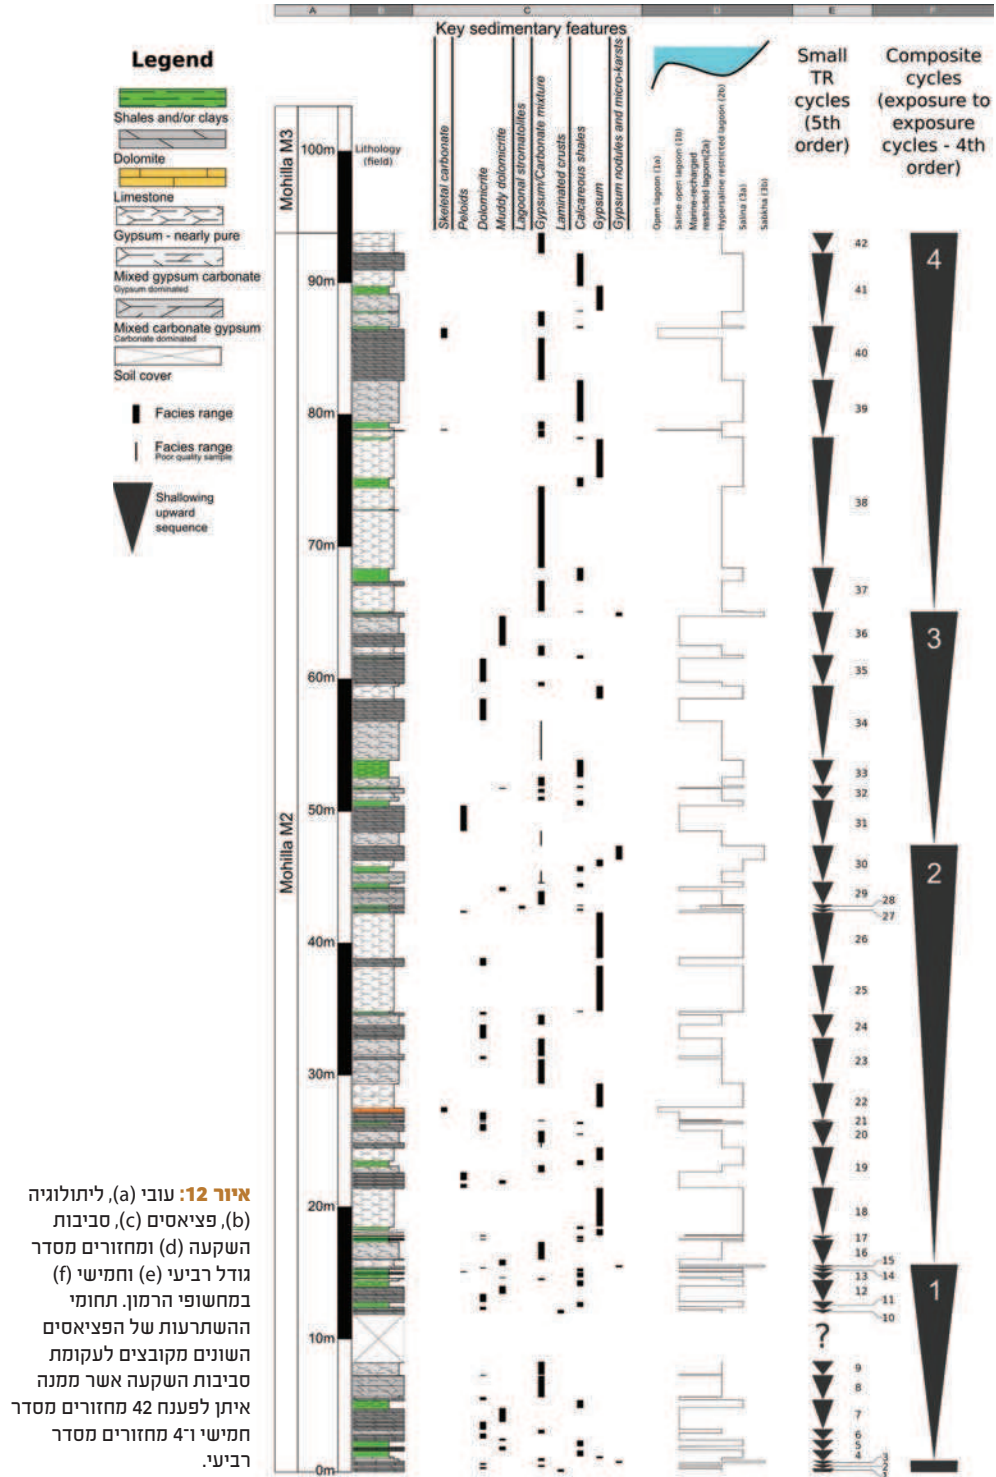 A B C D E F
Key sedimentary features
Legend
Shales and/or clays
Dolomite
Limestone
Gypsum - nearly pure
Mixed gypsum carbonate
Gypsum dominated
Mixed carbonate gypsum
Carbonate dominated
Soil cover
Facies range
Facies range
Poor quality sample
Shallowing
upward
sequence
Mohilla M3
Mohilla M2
Lithology
(field)
100m
90m
80m
70m
60m
50m
40m
30m
20m
10m
0m
Skeletal carbonate
Peloids
Dolomicrite
Muddy dolomicrite
Lagoonal stromatolites
Gypsum/Carbonate mixture
Laminated crusts
Calcareous shales
Gypsum
Gypsum nodules and micro-karsts
Open lagoon (1a)
Saline open lagoon (1b)
Marine-recharged
restricted lagoon(2a)
Hypersaline restricted lagoon (2b)
Salina (3a)
Sabkha (3b)
Small
TR
cycles
(5th
order)
Composite
cycles
(exposure to
exposure
cycles - 4th
order)
42
41
40
39
38
37
36
35
34
33
32
31
30
29
28
27
26
25
24
23
22
21
20
19
18
17
16
15
14
13
12
11
10
?
9
8
7
6
5
4
3
2
1
4
3
2
1
איור 12: עובי (a), ליתולוגיה
(b), פציאסים (c), סביבות
השקעה (d) ומחזורים מסדר
גודל רביעי (e) וחמישי (f)
במחשופי הרמון. תחומי
ההשתרעות של הפציאסים
השונים מקובצים לעקומת
סביבות השקעה אשר ממנה
איתן לפענח 42 מחזורים מסדר
חמישי ו־4 מחזורים מסדר
רביעי.